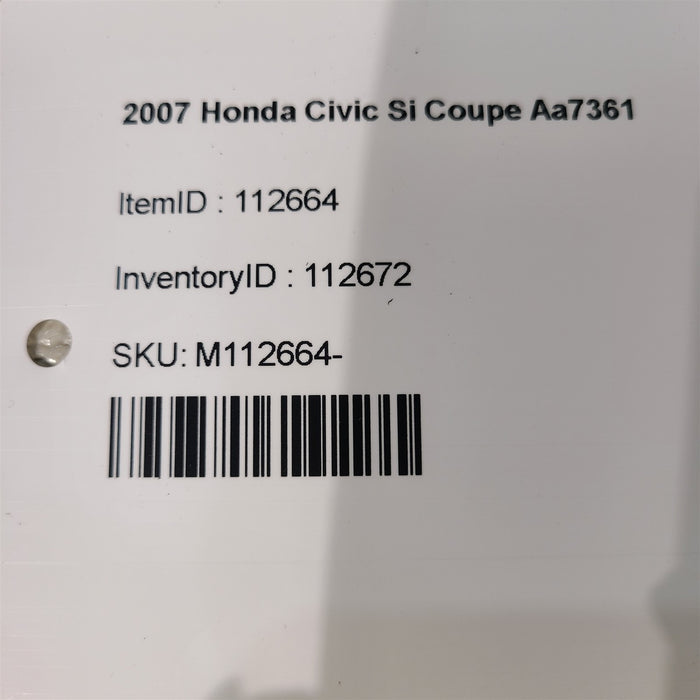 2007 Honda Civic Si Coupe Aa7361
ItemID : 112664
InventoryID : 112672
SKU: M112664-